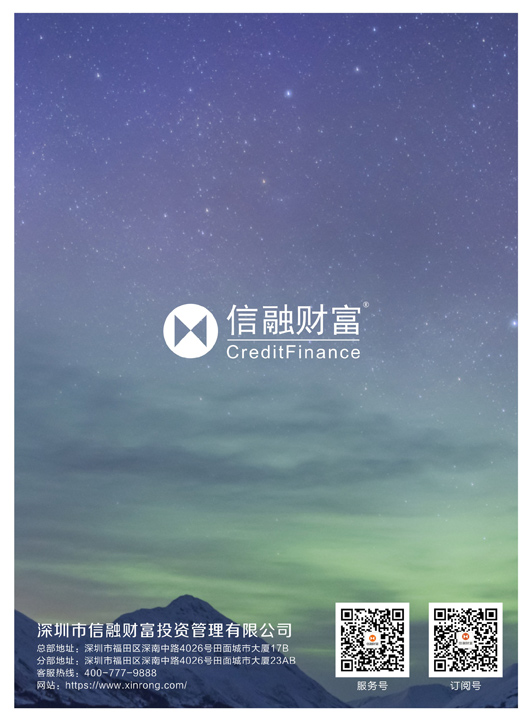 信融财富®
CreditFinance
深圳市信融财富投资管理有限公司
总部地址：深圳市福田区深南中路4026号田面城市大厦17B
分部地址：深圳市福田区深南中路4026号田面城市大厦23AB
客服热线：400-777-9888
网站：https://www.xinrong.com/
服务号
订阅号